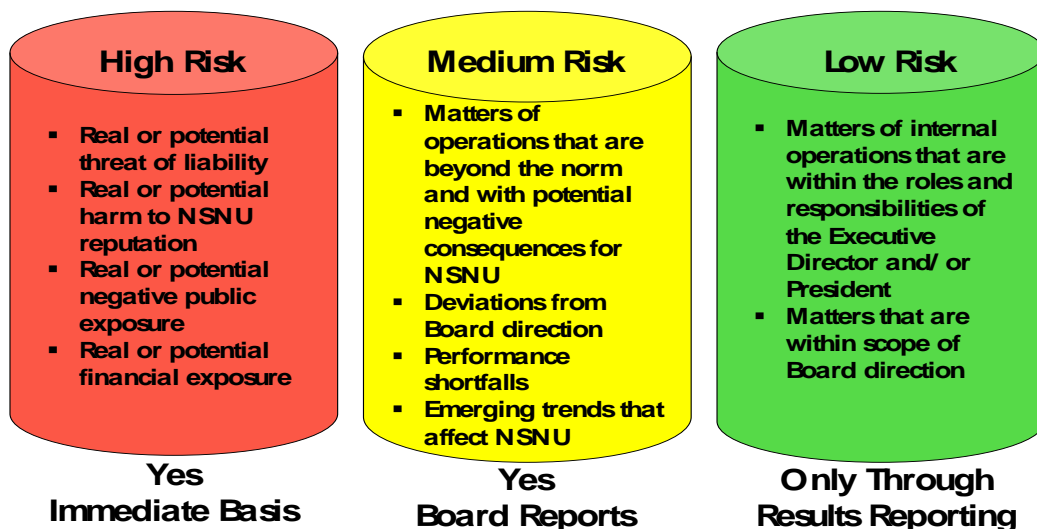 High Risk
▪ Real or potential
threat of liability
▪ Real or potential
harm to NSNU
reputation
▪ Real or potential
negative public
exposure
▪ Real or potential
financial exposure
Yes
Immediate Basis
Medium Risk
▪ Matters of
operations that are
beyond the norm
and with potential
negative
consequences for
NSNU
▪ Deviations from
Board direction
▪ Performance
shortfalls
▪ Emerging trends that
affect NSNU
Yes
Board Reports
Low Risk
▪ Matters of internal
operations that are
within the roles and
responsibilities of
the Executive
Director and/ or
President
▪ Matters that are
within scope of
Board direction
Only Through
Results Reporting